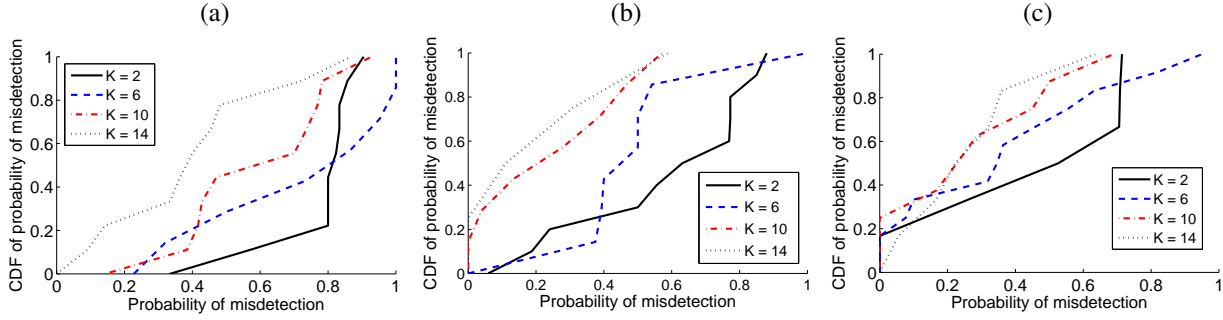 (a)
CDF of probability of misdetection
1
0.8
0.6
0.4
0.2
0
K = 2
K = 6
K = 10
K = 14
0 0.2 0.4 0.6 0.8 1
Probability of misdetection
(b)
CDF of probability of misdetection
1
0.8
0.6
0.4
0.2
0
K = 2
K = 6
K = 10
K = 14
0 0.2 0.4 0.6 0.8 1
Probability of misdetection
(c)
CDF of probability of misdetection
1
0.8
0.6
0.4
0.2
0
K = 2
K = 6
K = 10
K = 14
0 0.2 0.4 0.6 0.8 1
Probability of misdetection